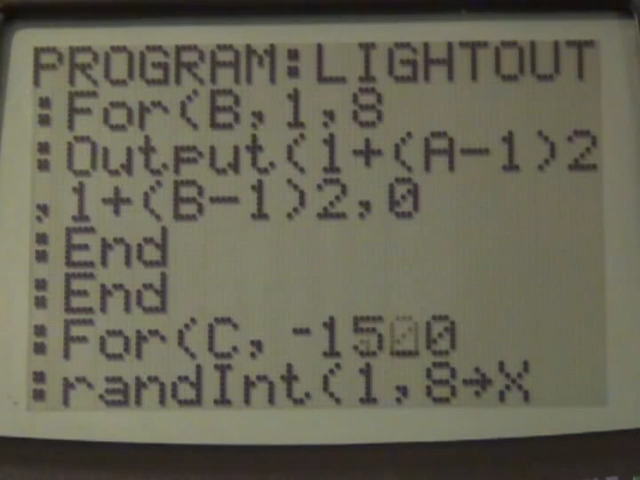 PROGRAM:LIGHTOUT
:For(B,1,8
:Output(1+(A-1)2
,1+(B-1)2,0
:End
:End
:For(C,
:randInt(1,8→X